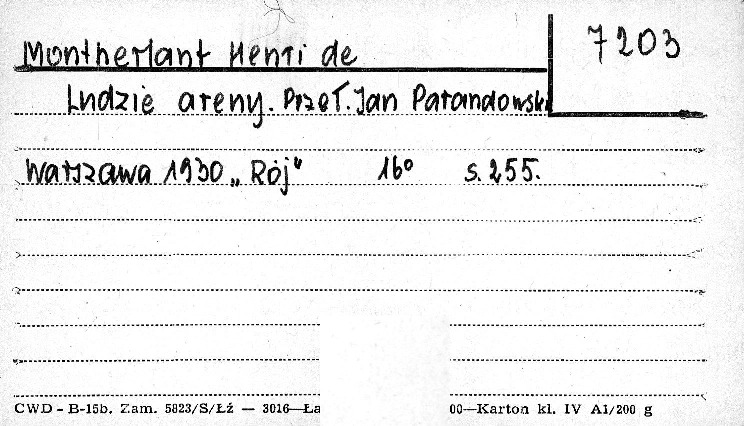 Montherlant Henri de
7203
Ludzie areny. Przeł. Jan Parandowski
Warszawa 1930 „Rój" 16° s. 255.
CWD - B-15b. Zam. 5823/S/Łź — 3016—Ła 00—Karton kl. IV A1/200 g